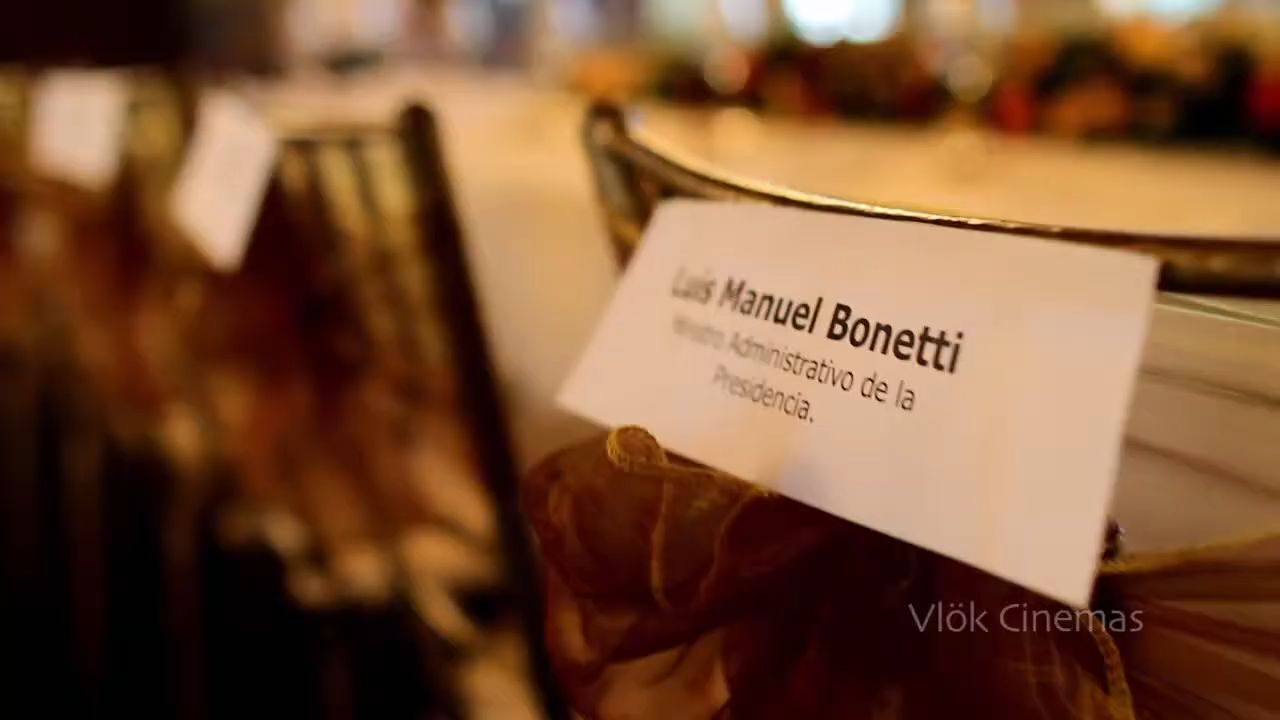 Luis Manuel Bonetti
Ministro Administrativo de la
Presidencia.
Vlök Cinemas